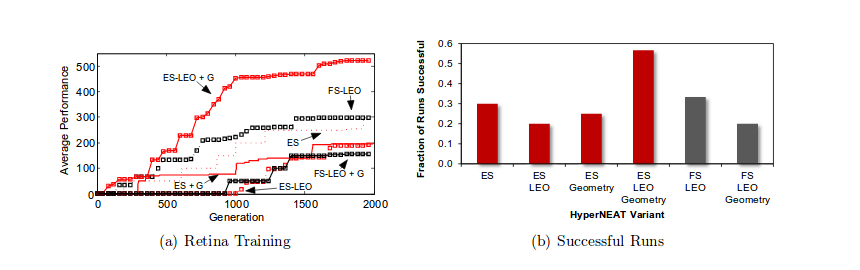 500
400
300
200
100
0
Average Performance
ES-LEO + G
FS-LEO
ES
ES + G
ES-LEO
FS-LEO + G
0 500 1000 1500 2000
Generation
(a) Retina Training
0.6
0.5
0.4
0.3
0.2
0.1
0.0
Fraction of Runs Successful
ES ES ES ES FS FS
LEO Geometry LEO LEO LEO
Geometry Geometry
HyperNEAT Variant
(b) Successful Runs